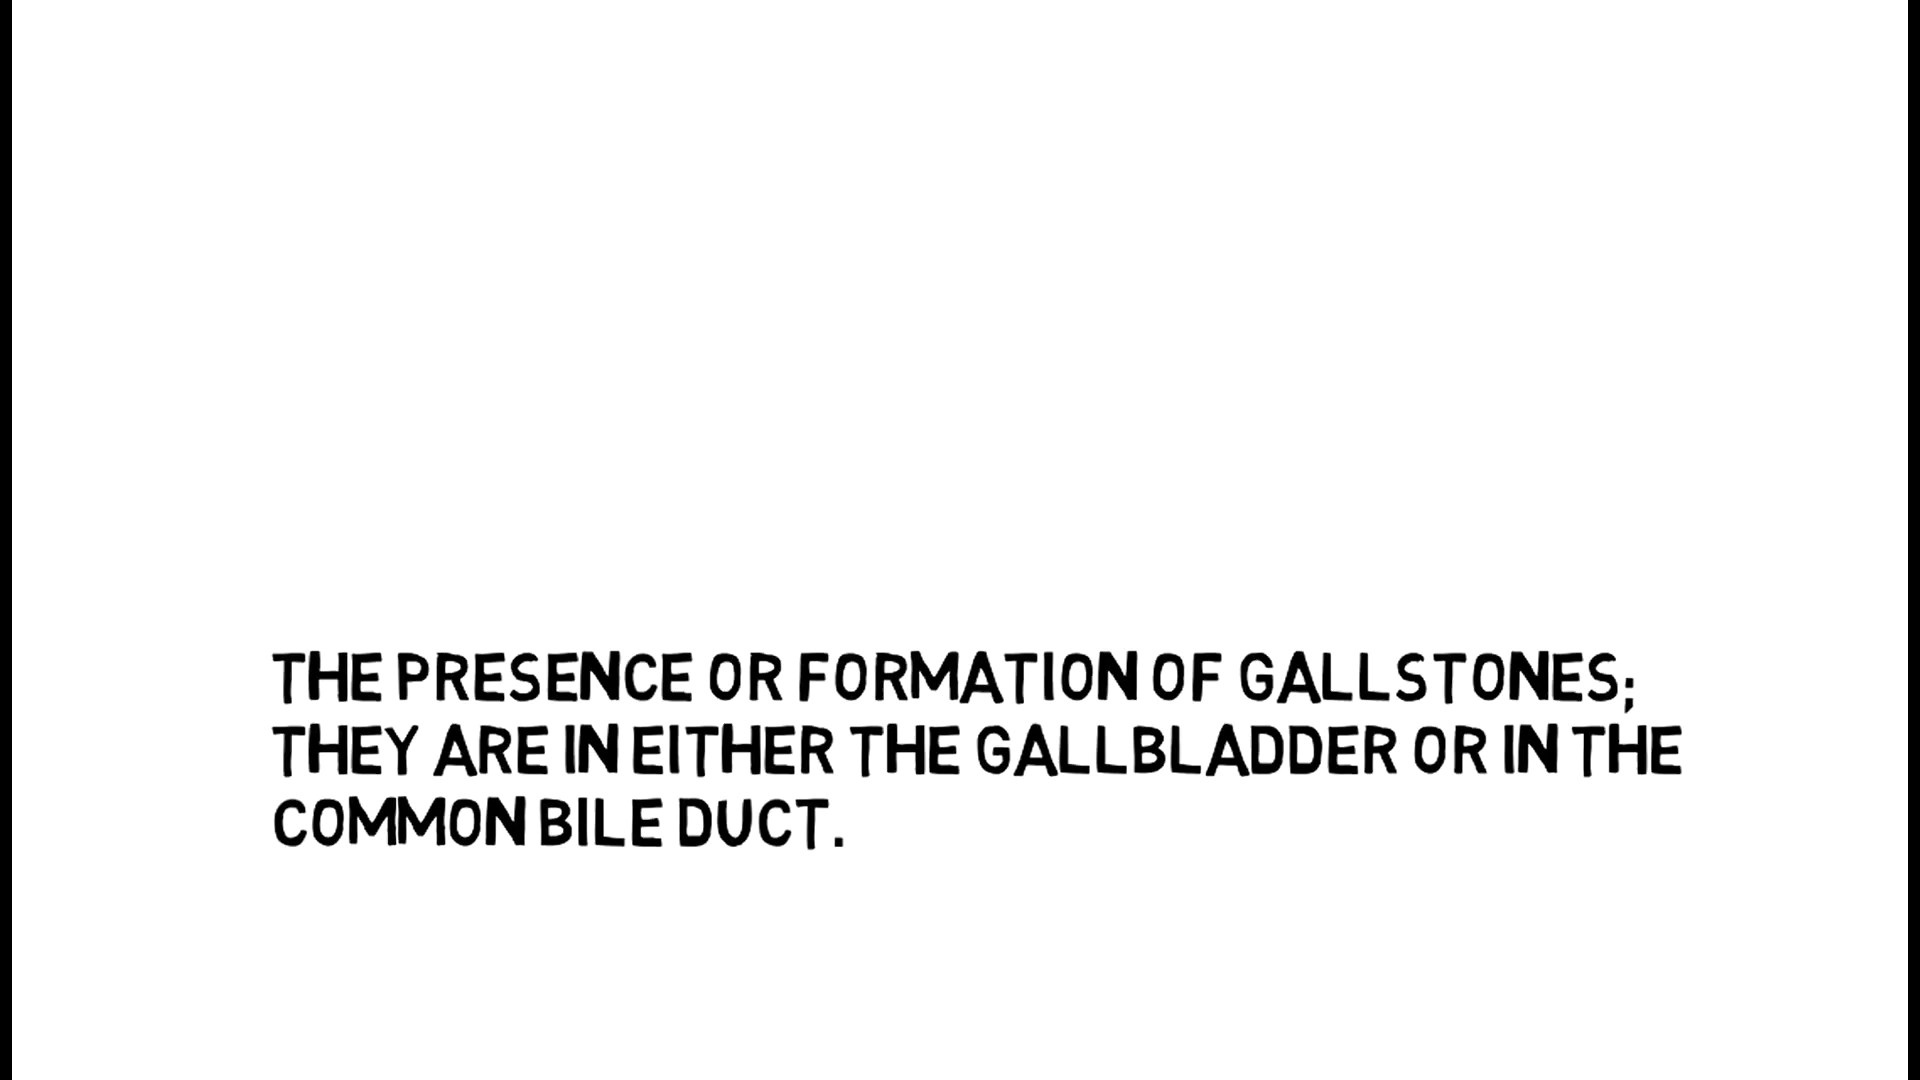 THE PRESENCE OR FORMATION OF GALLSTONES;
THEY ARE IN EITHER THE GALLBLADDER OR IN THE
COMMON BILE DUCT.